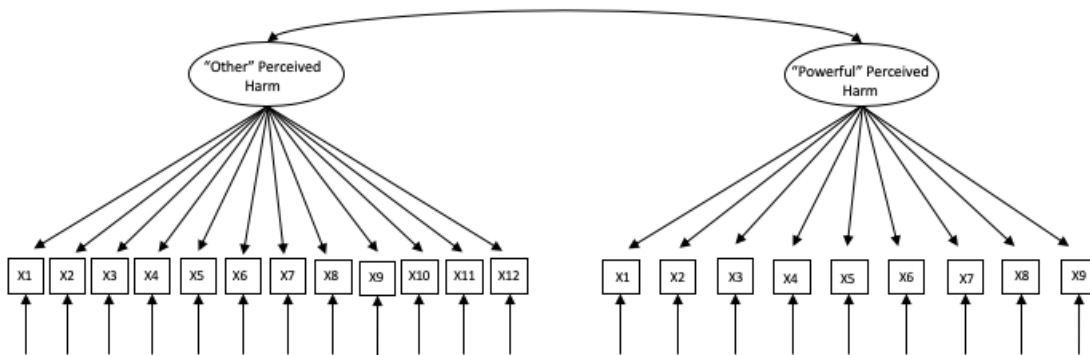 “Other” Perceived
Harm
“Powerful” Perceived
Harm
X1 X2 X3 X4 X5 X6 X7 X8 X9 X10 X11 X12
X1 X2 X3 X4 X5 X6 X7 X8 X9